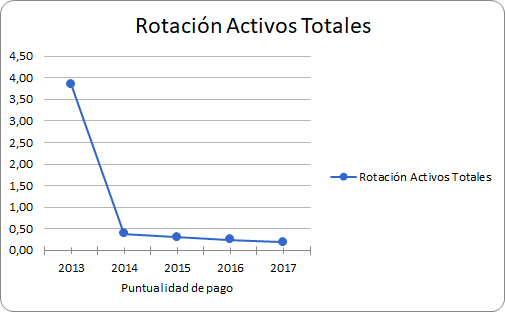 Rotación Activos Totales
4,50
4,00
3,50
3,00
2,50
2,00
1,50
1,00
0,50
0,00
2013 2014 2015 2016 2017
Puntualidad de pago
Rotación Activos Totales